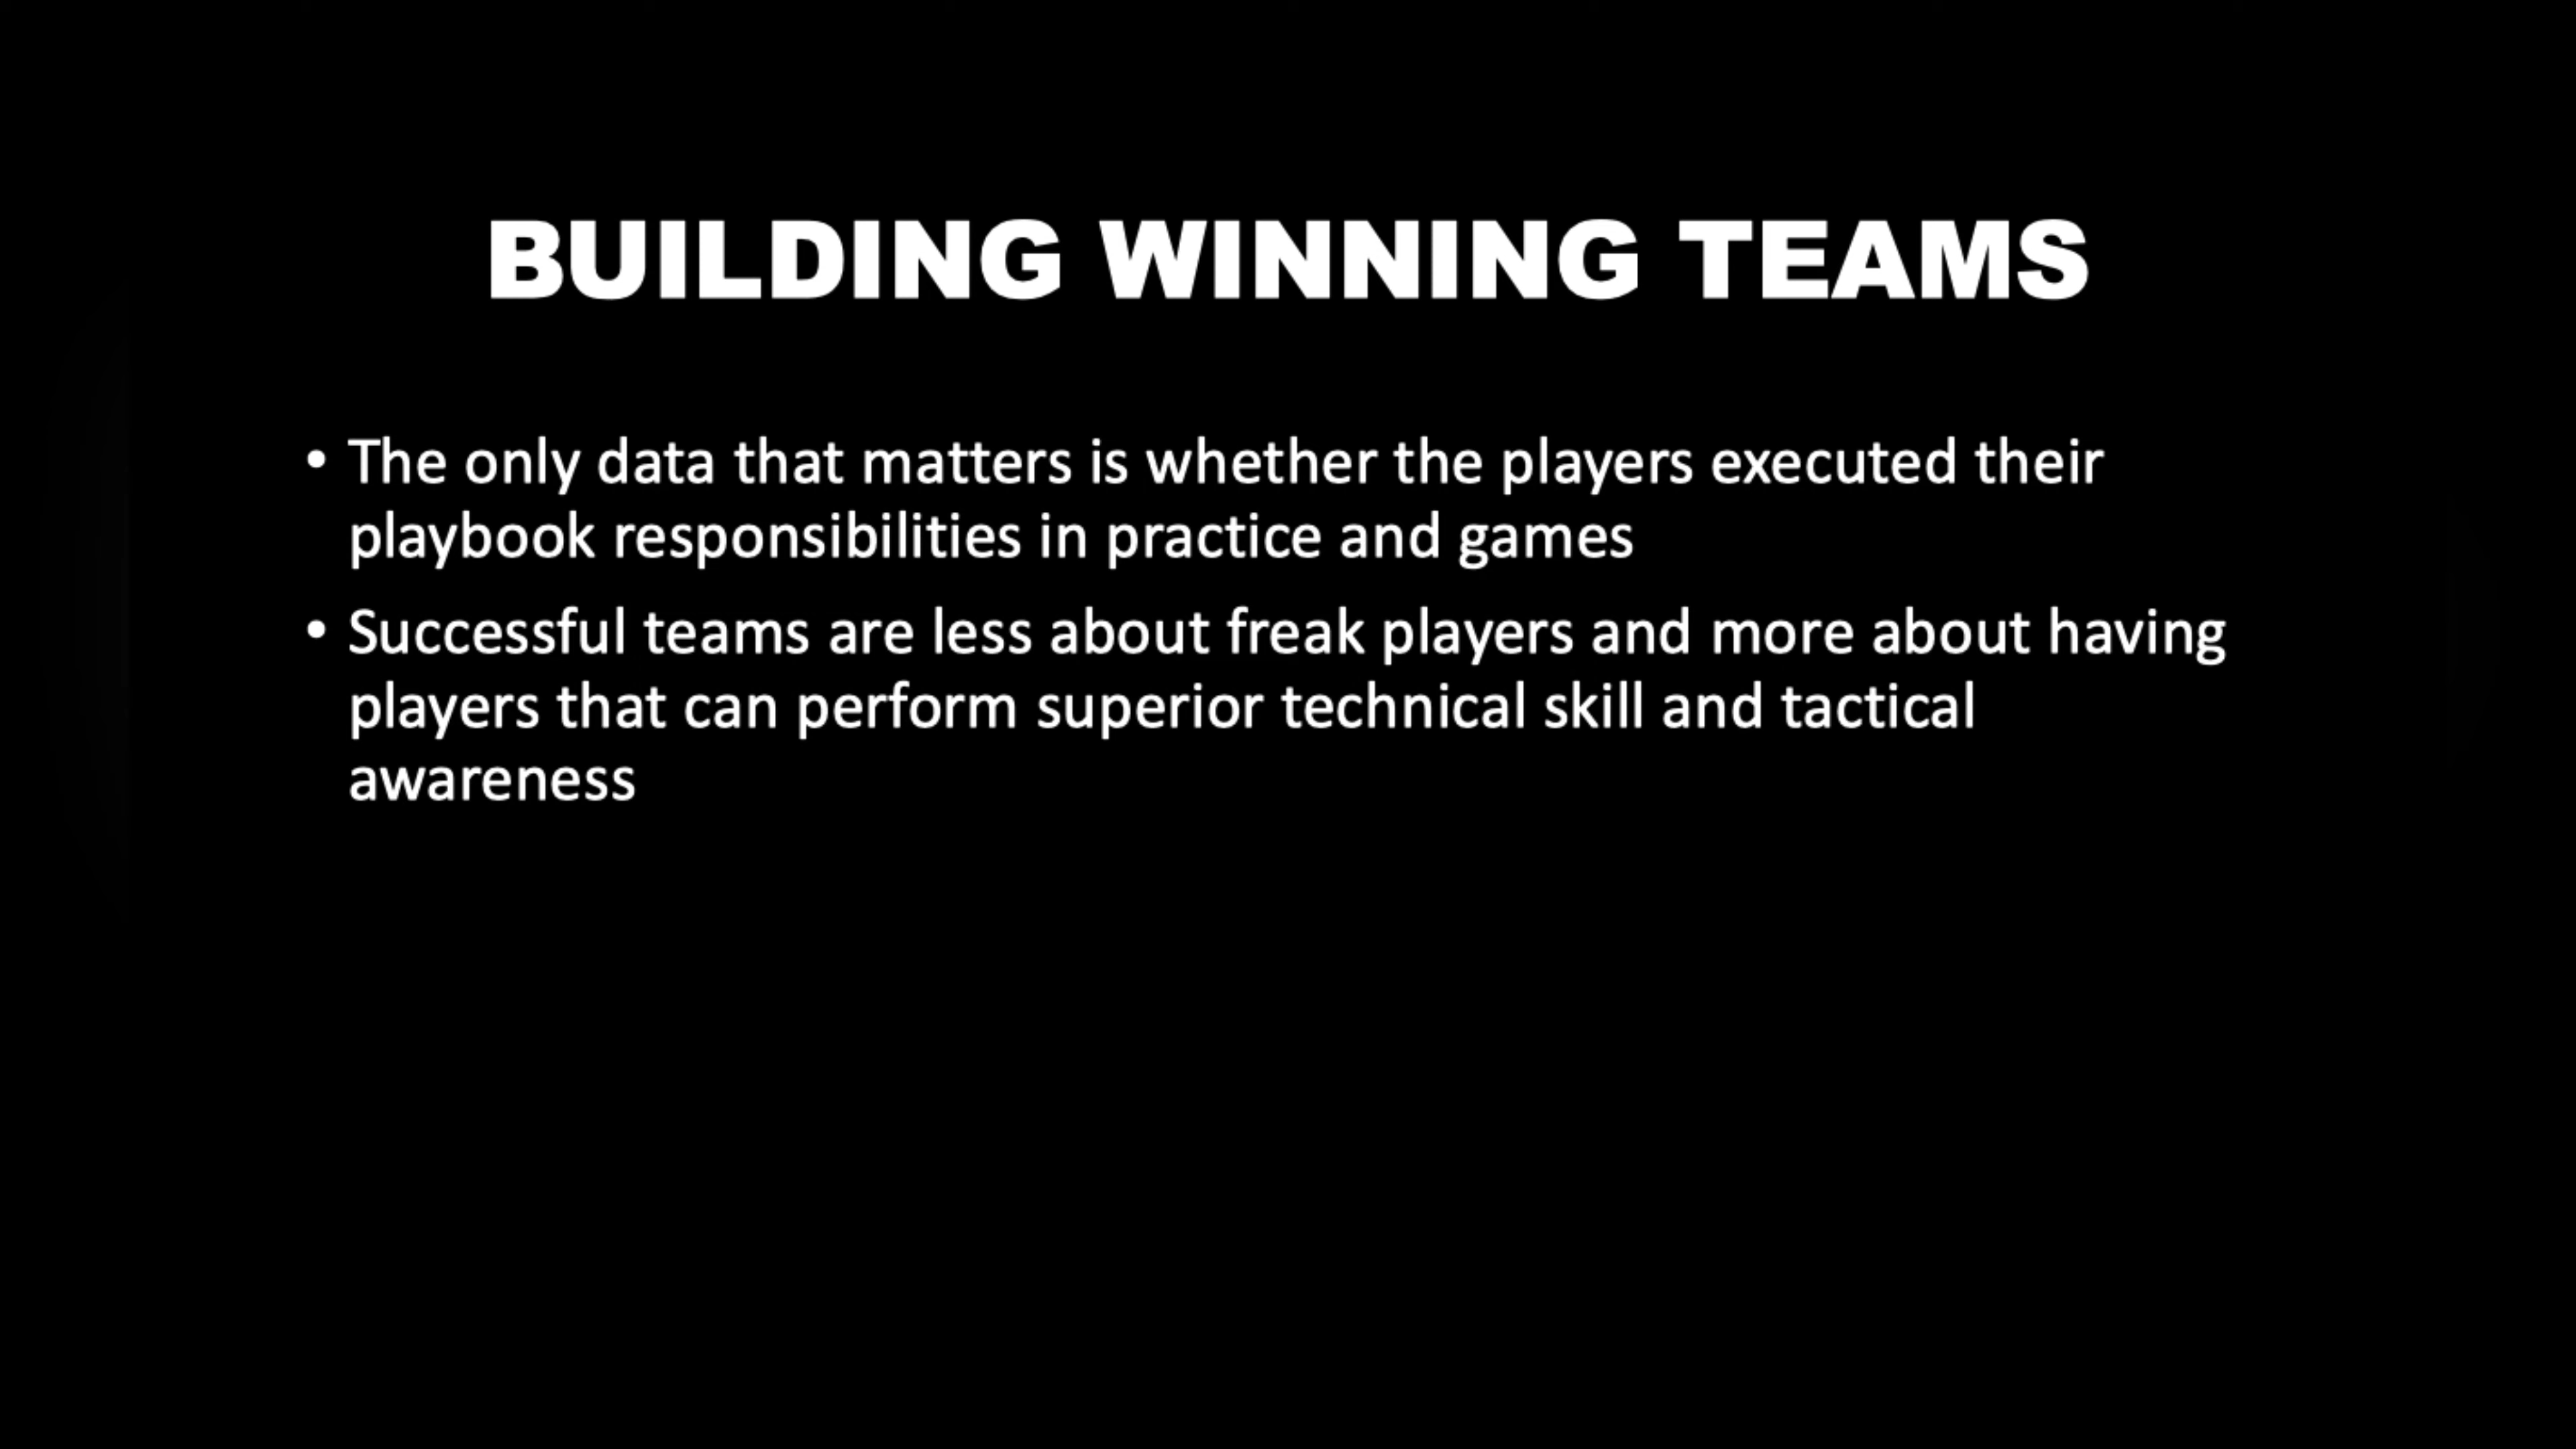 BUILDING WINNING TEAMS
• The only data that matters is whether the players executed their
playbook responsibilities in practice and games
• Successful teams are less about freak players and more about having
players that can perform superior technical skill and tactical
awareness